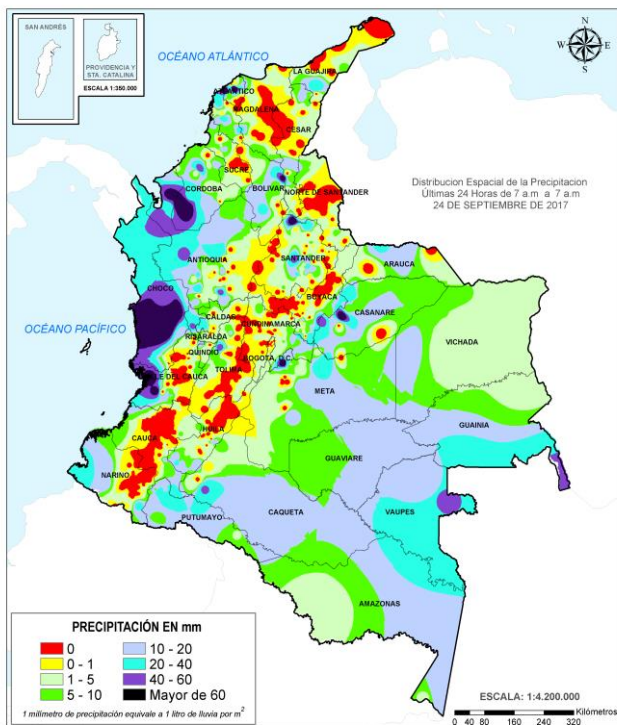 SAN ANDRÉS
PROVIDENCIA Y
STA. CATALINA
ESCALA 1:350.000
OCÉANO ATLÁNTICO
N
W
E
S
LA GUAJIRA
ATLANTICO
MAGDALENA
CESAR
SUCRE
CORDOBA
BOLIVAR
NORTE DE SANTANDER
Distribucion Espacial de la Precipitacion
Últimas 24 Horas de 7 a.m a 7 a.m
24 DE SEPTIEMBRE DE 2017
ANTIOQUIA
SANTANDER
ARAUCA
CHOCO
BOYACA
CASANARE
OCÉANO PACÍFICO
CALDAS
CUNDINAMARCA
RISARALDA
VICHADA
QUINDIO
BOGOTA, D.C.
TOLIMA
LE DEL CAUCA
META
GUAINIA
CAUCA
HUILA
GUAVIARE
NARIÑO
PUTUMAYO
CAQUETA
VAUPES
AMAZONAS
PRECIPITACIÓN EN mm
0
10 - 20
0 - 1
20 - 40
1 - 5
40 - 60
5 - 10
Mayor de 60
1 milímetro de precipitación equivale a 1 litro de lluvia por m²
ESCALA: 1:4.200.000
Kilómetros
0 40 80 160 240 320